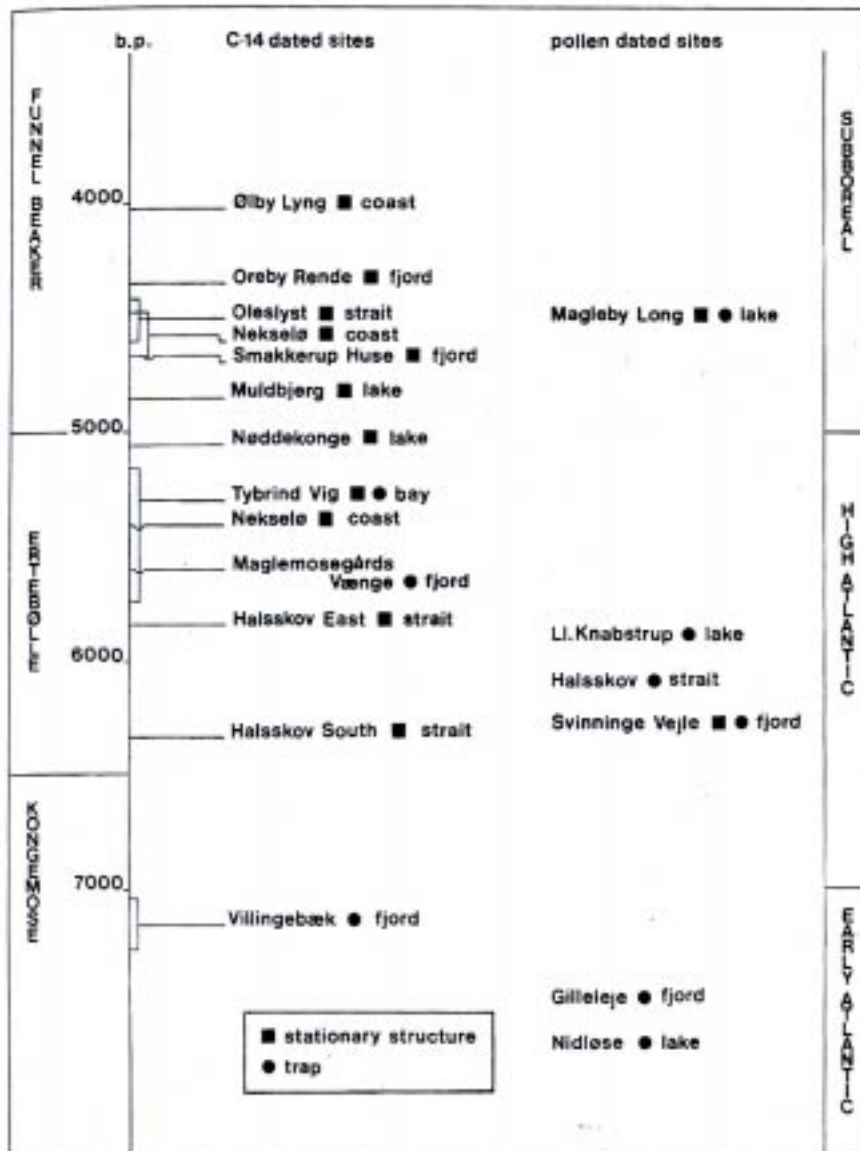 b.p. C-14 dated sites pollen dated sites
FUNNEL BEAKER
ERTEBØLLE
KONGEMOSE
4000
Ølby Lyng ■ coast
Oreby Rende ■ fjord
Oleslyst ■ strait
Magleby Long ■ ● lake
Nekselø ■ coast
Smakkerup Huse ■ fjord
Muldbjerg ■ lake
5000
Nøddekonge ■ lake
Tybrind Vig ■ ● bay
Nekselø ■ coast
Maglemosegårds
Vænge ● fjord
Halsskov East ■ strait
Ll. Knabstrup ● lake
6000
Halsskov ● strait
Svinninge Vejle ■ ● fjord
Halsskov South ■ strait
7000
Villingebæk ● fjord
Gilleleje ● fjord
Nidløse ● lake
■ stationary structure
● trap
SUBBOREAL
HIGH ATLANTIC
EARLY ATLANTIC